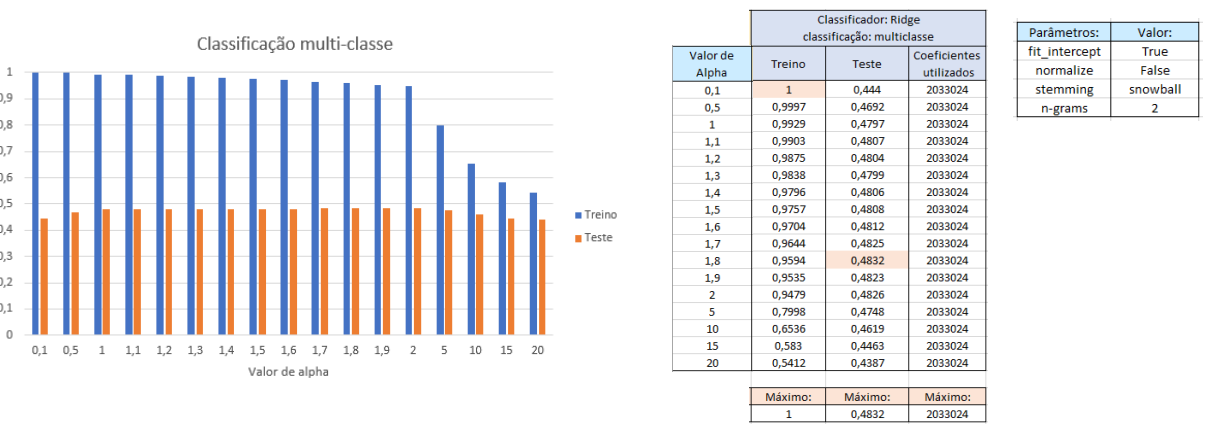 Classificação multi-classe
1
0,9
0,8
0,7
0,6
0,5
0,4
0,3
0,2
0,1
0
0,1 0,5 1 1,1 1,2 1,3 1,4 1,5 1,6 1,7 1,8 1,9 2 5 10 15 20
Valor de alpha
Treino
Teste
Classificador: Ridge
classificação: multiclasse
Valor de Alpha Treino Teste Coeficientes utilizados
0,1 1 0,444 2033024
0,5 0,9997 0,4692 2033024
1 0,9929 0,4797 2033024
1,1 0,9903 0,4807 2033024
1,2 0,9875 0,4804 2033024
1,3 0,9838 0,4799 2033024
1,4 0,9796 0,4806 2033024
1,5 0,9757 0,4808 2033024
1,6 0,9704 0,4812 2033024
1,7 0,9644 0,4825 2033024
1,8 0,9594 0,4832 2033024
1,9 0,9535 0,4823 2033024
2 0,9479 0,4826 2033024
5 0,7998 0,4748 2033024
10 0,6536 0,4619 2033024
15 0,583 0,4463 2033024
20 0,5412 0,4387 2033024
Máximo: Máximo: Máximo:
1 0,4832 2033024
Parâmetros: Valor:
fit_intercept True
normalize False
stemming snowball
n-grams 2